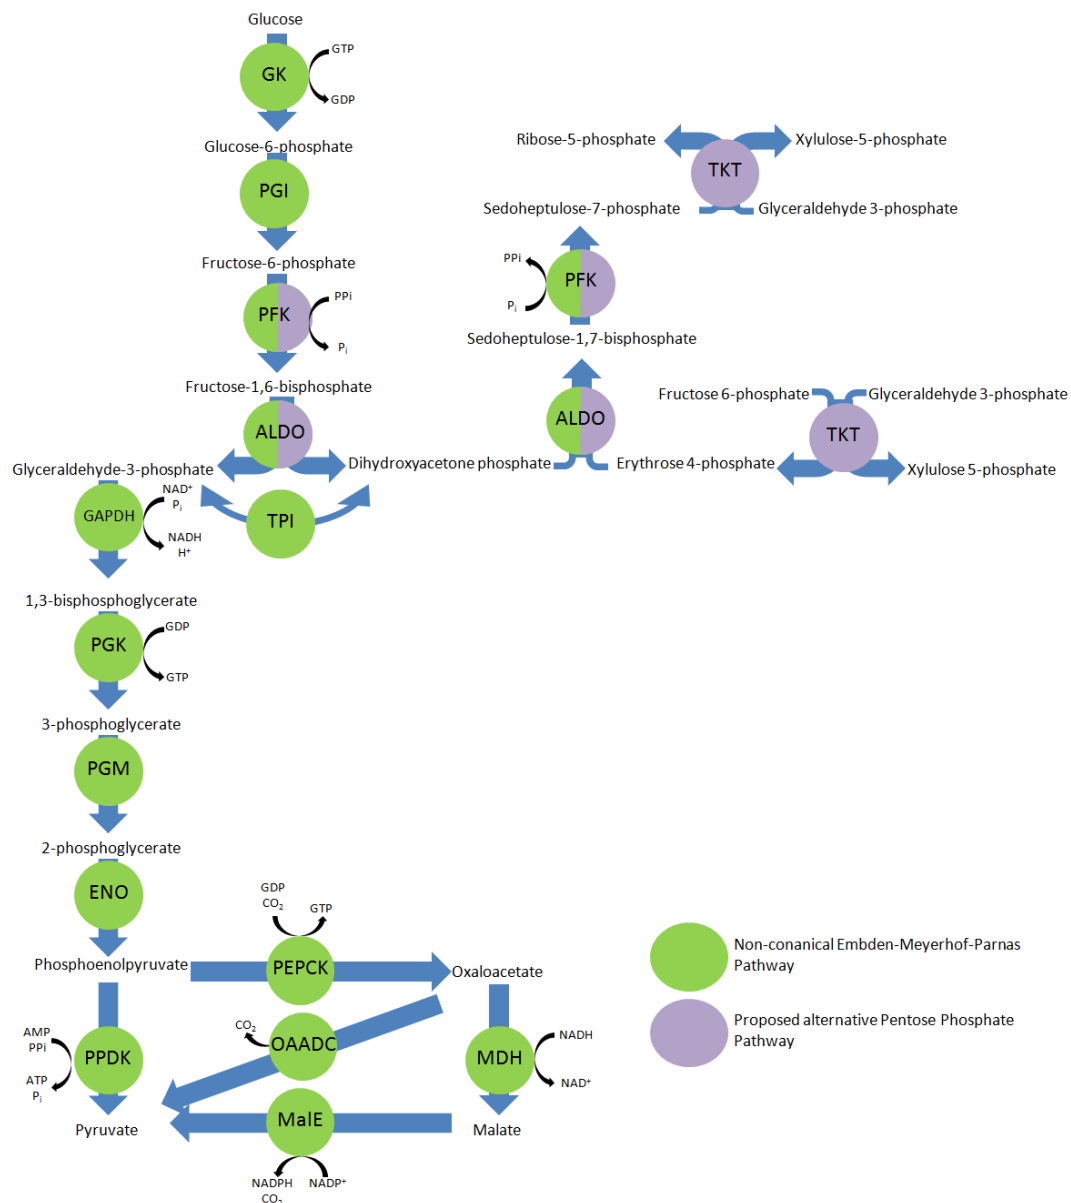 Glucose
GK
GTP
GDP
Glucose-6-phosphate
PGI
Fructose-6-phosphate
PFK
PPi
Pi
Fructose-1,6-bisphosphate
ALDO
Glyceraldehyde-3-phosphate
Dihydroxyacetone phosphate
TPI
GAPDH
NAD⁺
Pi
NADH
H⁺
1,3-bisphosphoglycerate
PGK
GDP
GTP
3-phosphoglycerate
PGM
2-phosphoglycerate
ENO
Phosphoenolpyruvate
GDP
CO₂
GTP
PEPCK
Oxaloacetate
AMP
PPi
PPDK
ATP
Pi
CO₂
OAADC
MDH
NADH
NAD⁺
Pyruvate
MalE
Malate
NADPH
CO₂
NADP⁺
Ribose-5-phosphate
Xylulose-5-phosphate
TKT
Sedoheptulose-7-phosphate
Glyceraldehyde 3-phosphate
PPi
PFK
Pi
Sedoheptulose-1,7-bisphosphate
ALDO
Erythrose 4-phosphate
Fructose 6-phosphate
Glyceraldehyde 3-phosphate
TKT
Xylulose 5-phosphate
Non-conanical Embden-Meyerhof-Parnas
Pathway
Proposed alternative Pentose Phosphate
Pathway